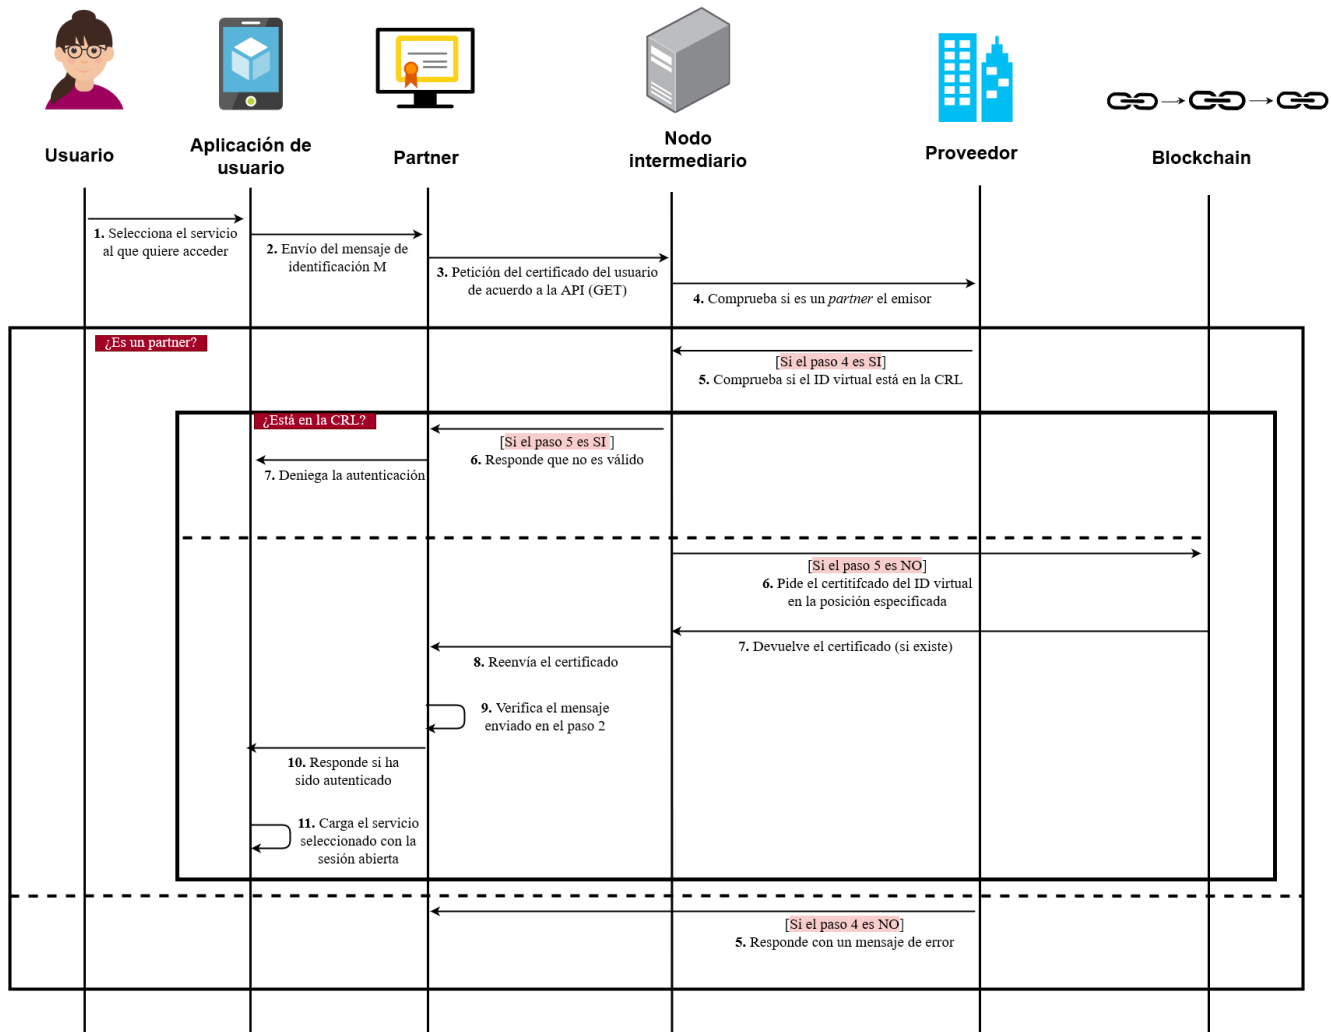 Usuario
Aplicación de
usuario
Partner
Nodo
intermediario
Proveedor
Blockchain
1. Selecciona el servicio
al que quiere acceder
2. Envío del mensaje de
identificación M
3. Petición del certificado del usuario
de acuerdo a la API (GET)
4. Comprueba si es un partner el emisor
¿Es un partner?
[Si el paso 4 es SI]
5. Comprueba si el ID virtual está en la CRL
¿Está en la CRL?
[Si el paso 5 es SI ]
6. Responde que no es válido
7. Deniega la autenticación
[Si el paso 5 es NO]
6. Pide el certitifcado del ID virtual
en la posición especificada
7. Devuelve el certificado (si existe)
8. Reenvía el certificado
9. Verifica el mensaje
enviado en el paso 2
10. Responde si ha
sido autenticado
11. Carga el servicio
seleccionado con la
sesión abierta
[Si el paso 4 es NO]
5. Responde con un mensaje de error